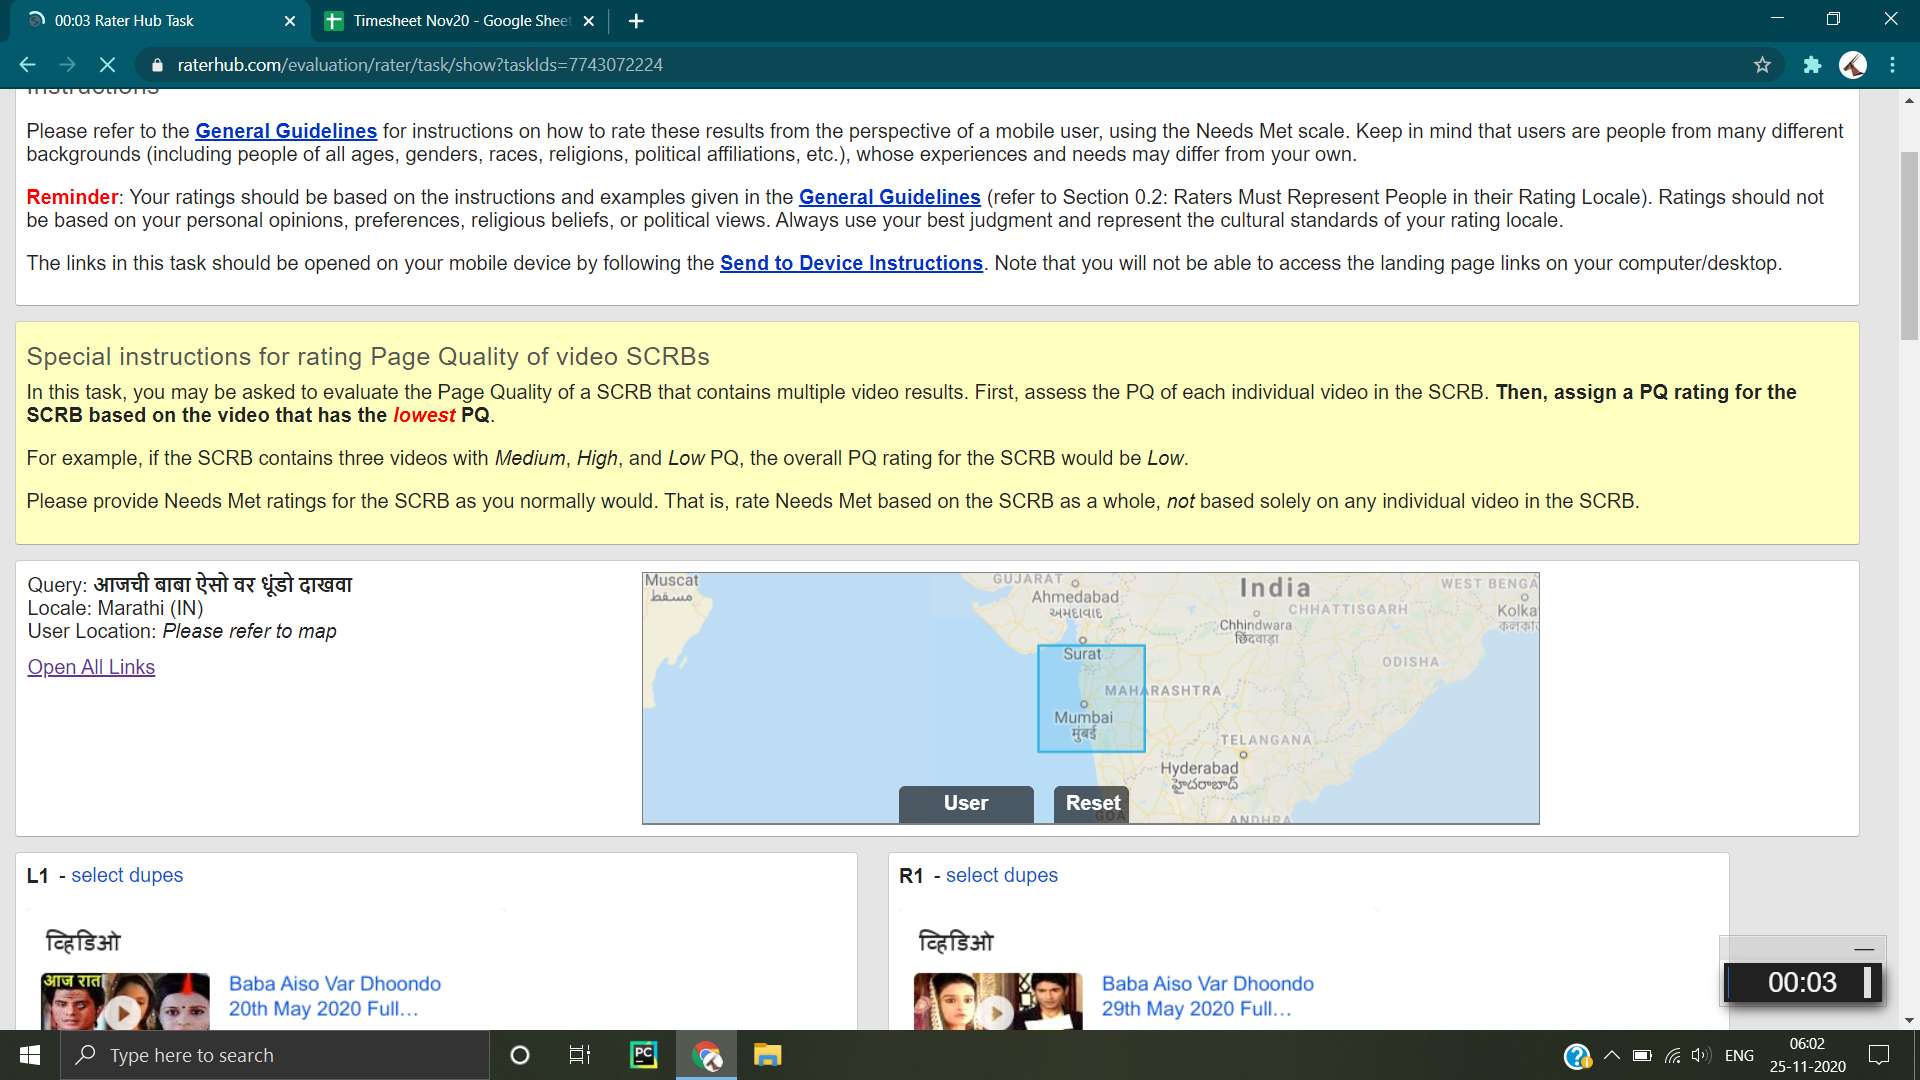 00:03 Rater Hub Task
Timesheet Nov20 - Google Sheet
raterhub.com/evaluation/rater/task/show?taskIds=7743072224
Instructions
Please refer to the General Guidelines for instructions on how to rate these results from the perspective of a mobile user, using the Needs Met scale. Keep in mind that users are people from many different
backgrounds (including people of all ages, genders, races, religions, political affiliations, etc.), whose experiences and needs may differ from your own.
Reminder: Your ratings should be based on the instructions and examples given in the General Guidelines (refer to Section 0.2: Raters Must Represent People in their Rating Locale). Ratings should not
be based on your personal opinions, preferences, religious beliefs, or political views. Always use your best judgment and represent the cultural standards of your rating locale.
The links in this task should be opened on your mobile device by following the Send to Device Instructions. Note that you will not be able to access the landing page links on your computer/desktop.
Special instructions for rating Page Quality of video SCRBs
In this task, you may be asked to evaluate the Page Quality of a SCRB that contains multiple video results. First, assess the PQ of each individual video in the SCRB. Then, assign a PQ rating for the
SCRB based on the video that has the lowest PQ.
For example, if the SCRB contains three videos with Medium, High, and Low PQ, the overall PQ rating for the SCRB would be Low.
Please provide Needs Met ratings for the SCRB as you normally would. That is, rate Needs Met based on the SCRB as a whole, not based solely on any individual video in the SCRB.
Query: आजची बाबा ऐसो वर धूंडो दाखवा
Locale: Marathi (IN)
User Location: Please refer to map
Open All Links
Muscat
مسقط
GUJARAT
Ahmedabad
અમદાવાદ
India
WEST BENGA
CHHATTISGARH
Kolka
কলকা
Chhindwara
छिंदवाड़ा
Surat
ODISHA
MAHARASHTRA
Mumbai
मुंबई
TELANGANA
Hyderabad
హైదరాబాద్
User
Reset
GOA
ANDHRA
L1 - select dupes
R1 - select dupes
व्हिडिओ
व्हिडिओ
आज रात
Baba Aiso Var Dhoondo
20th May 2020 Full…
Baba Aiso Var Dhoondo
29th May 2020 Full…
00:03
Type here to search
PC
ENG
06:02
25-11-2020